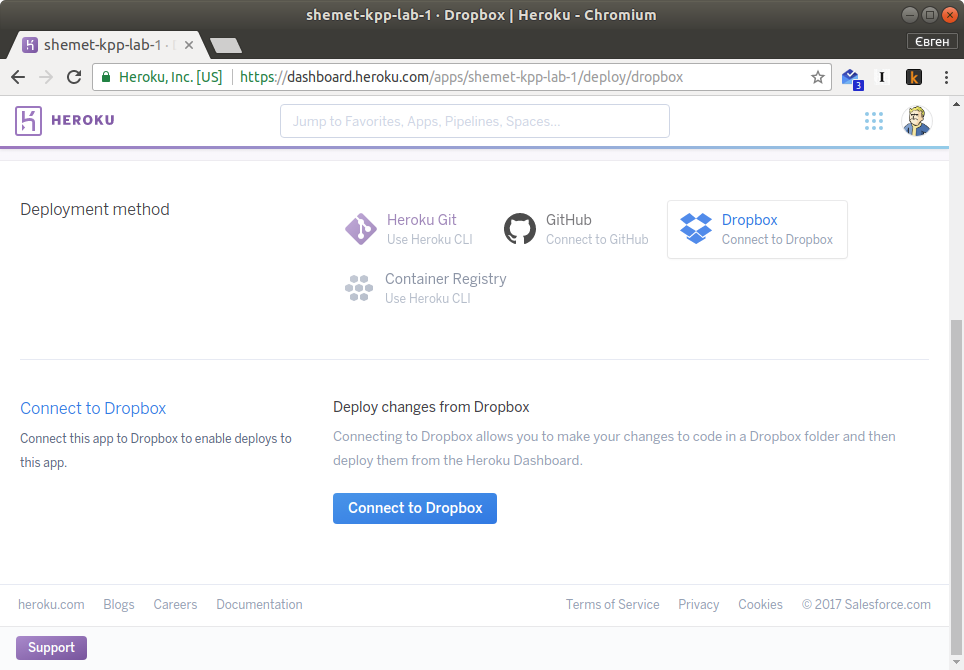 shemet-kpp-lab-1 · Dropbox | Heroku - Chromium
shemet-kpp-lab-1 ·
Євген
Heroku, Inc. [US]
https://dashboard.heroku.com/apps/shemet-kpp-lab-1/deploy/dropbox
3
I
k
HEROKU
Jump to Favorites, Apps, Pipelines, Spaces...
Deployment method
Heroku Git
Use Heroku CLI
GitHub
Connect to GitHub
Dropbox
Connect to Dropbox
Container Registry
Use Heroku CLI
Connect to Dropbox
Connect this app to Dropbox to enable deploys to
this app.
Deploy changes from Dropbox
Connecting to Dropbox allows you to make your changes to code in a Dropbox folder and then
deploy them from the Heroku Dashboard.
Connect to Dropbox
heroku.com Blogs Careers Documentation
Terms of Service Privacy Cookies © 2017 Salesforce.com
Support